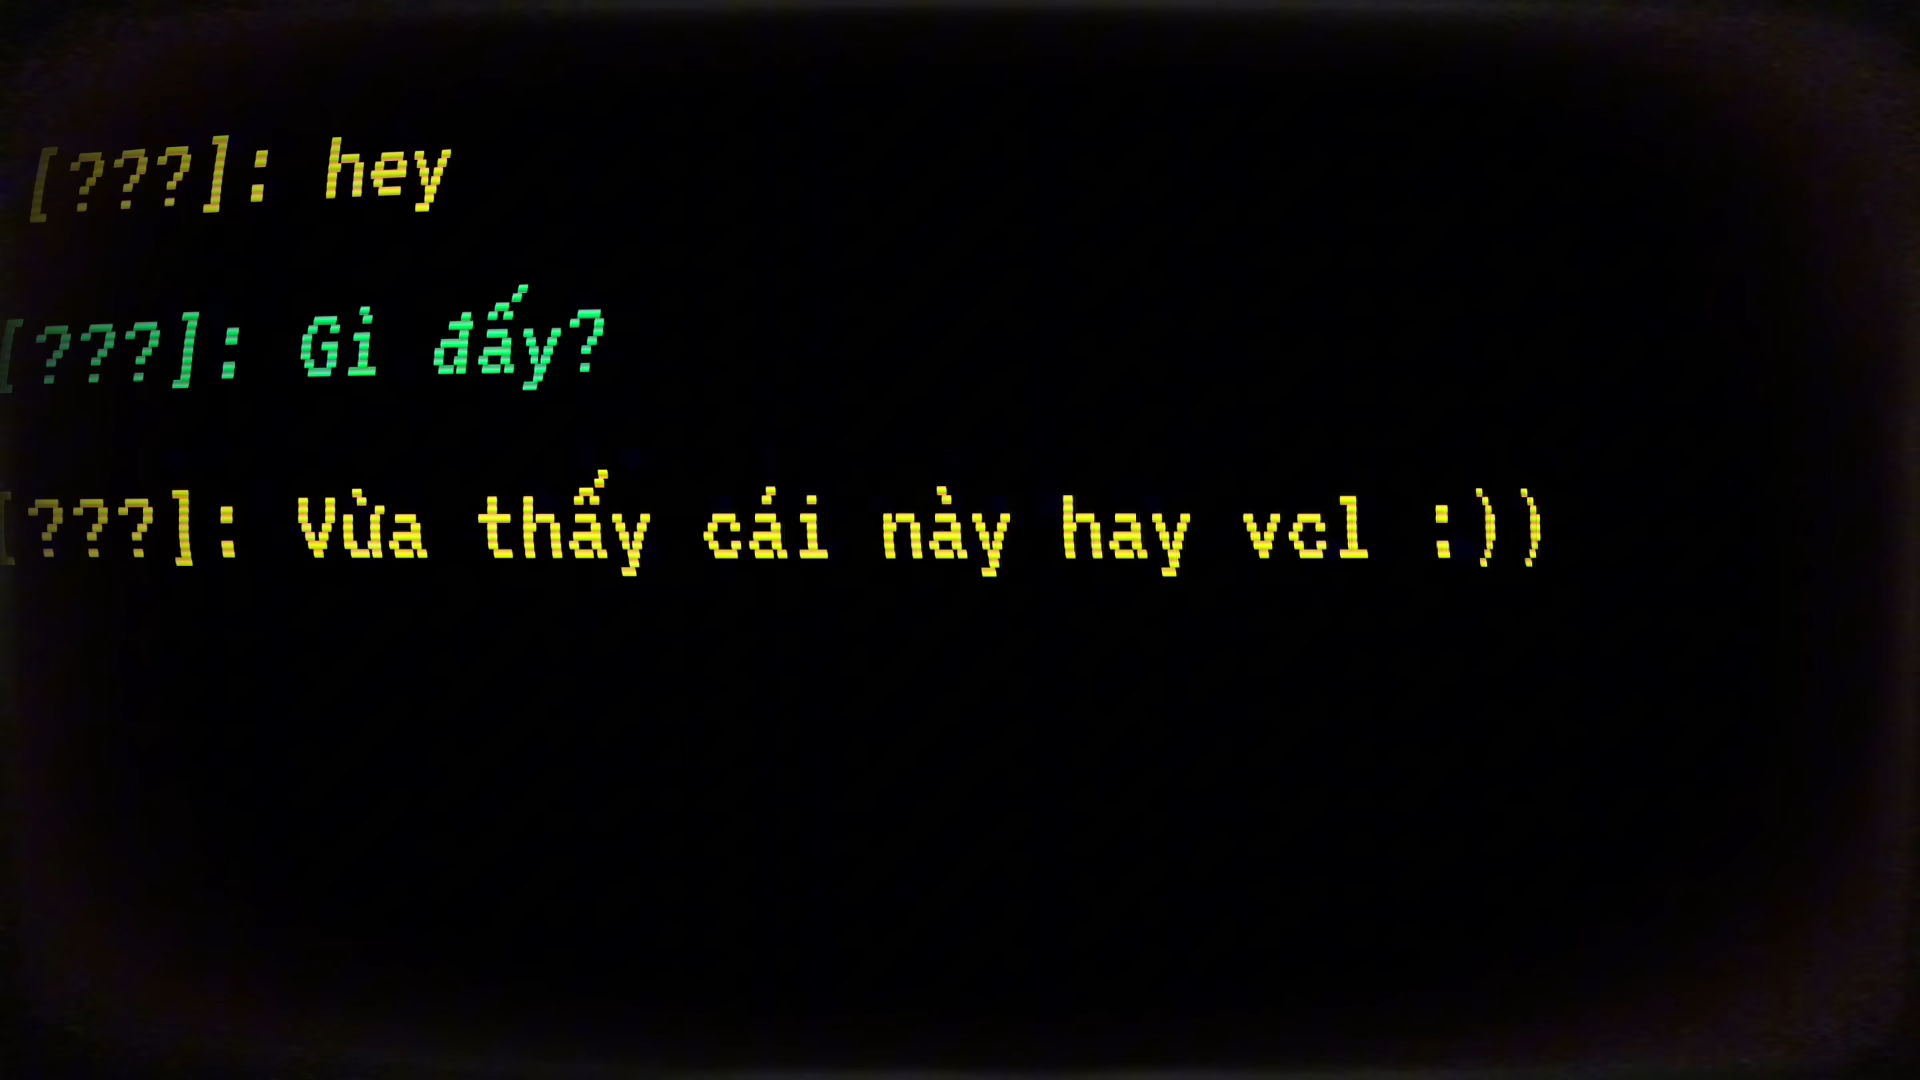 [???]: hey
[???]: Gì đấy?
[???]: Vừa thấy cái này hay vcl :))